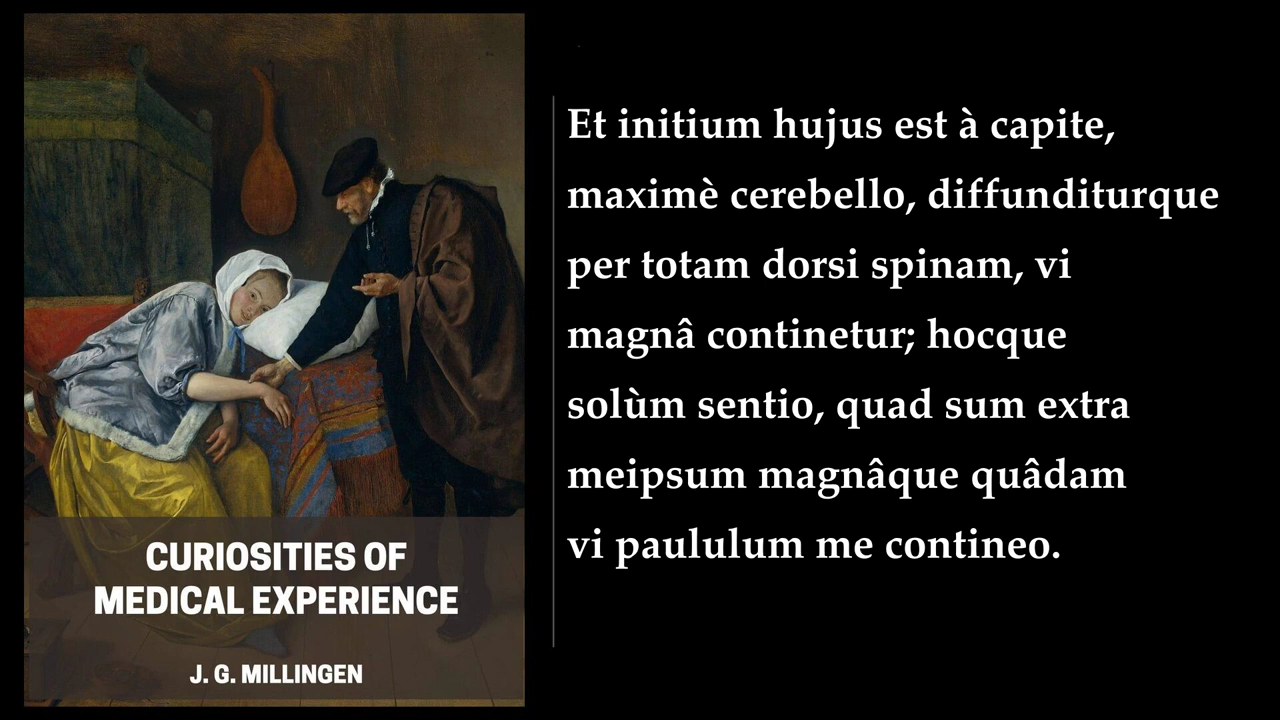 Et initium hujus est à capite,
maximè cerebello, diffunditurque
per totam dorsi spinam, vi
magnâ continetur; hocque
solùm sentio, quad sum extra
meipsum magnâque quâdam
vi paululum me contineo.
CURIOSITIES OF
MEDICAL EXPERIENCE
J. G. MILLINGEN